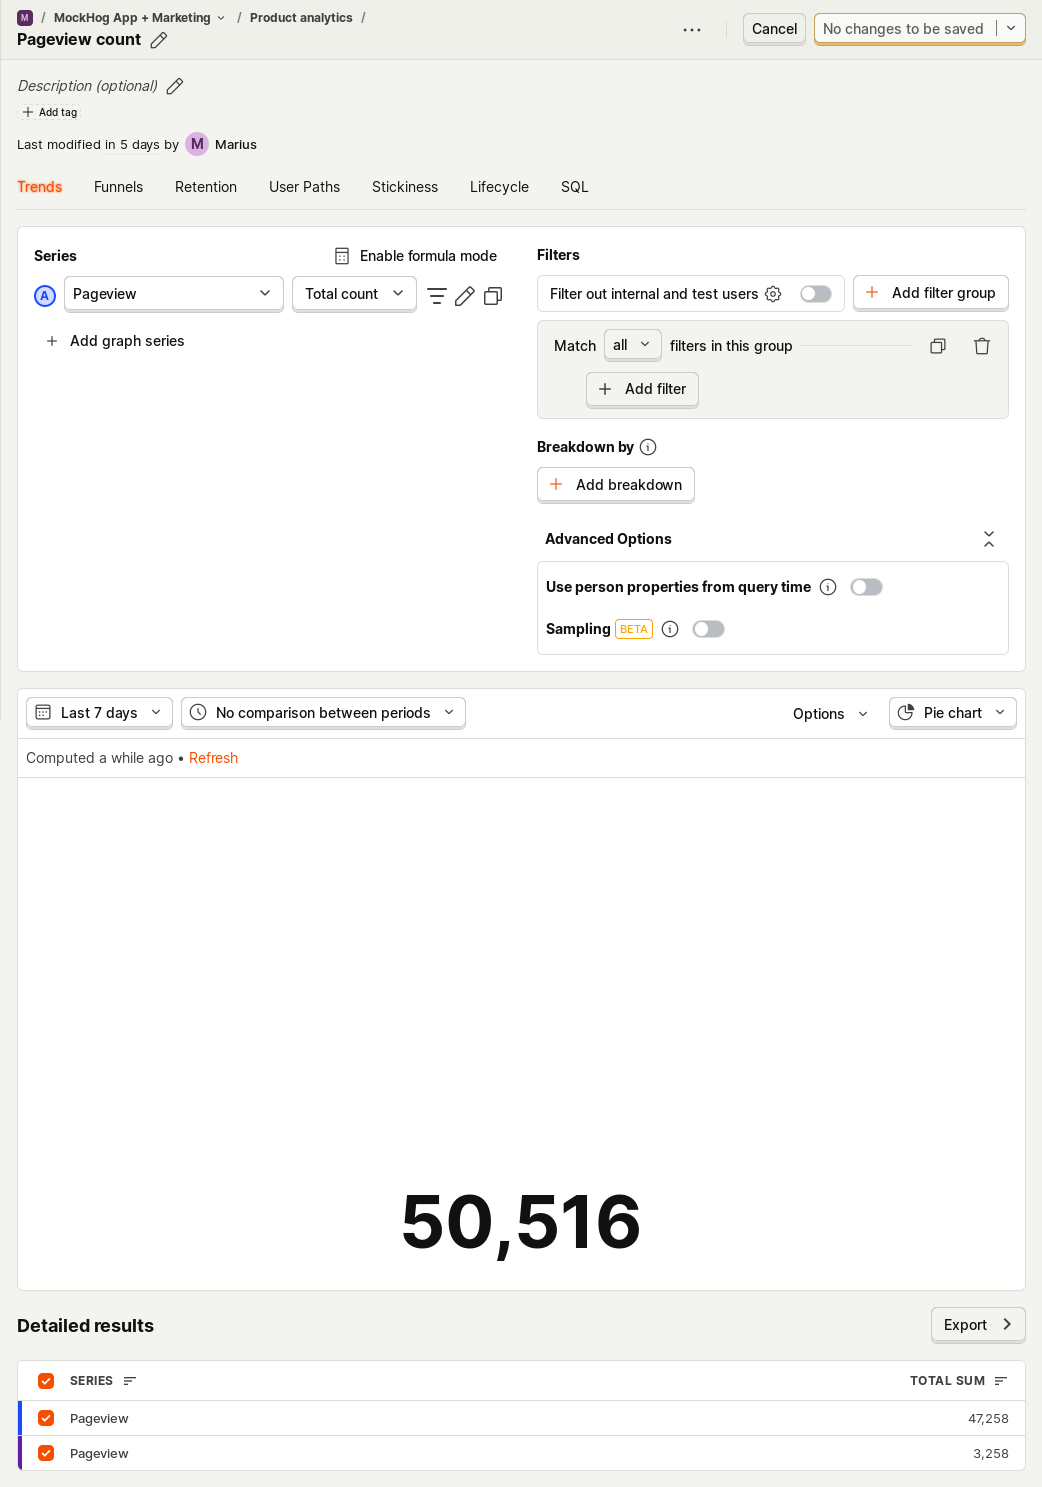 M / MockHog App + Marketing / Product analytics /
Pageview count
Cancel
No changes to be saved
Description (optional)
Add tag
Last modified in 5 days by M Marius
Trends
Funnels
Retention
User Paths
Stickiness
Lifecycle
SQL
Series
Enable formula mode
A
Pageview
Total count
Add graph series
Filters
Filter out internal and test users
Add filter group
Match all filters in this group
Add filter
Breakdown by
Add breakdown
Advanced Options
Use person properties from query time
Sampling BETA
Last 7 days
No comparison between periods
Options
Pie chart
Computed a while ago • Refresh
50,516
Detailed results
Export
SERIES
TOTAL SUM
Pageview 47,258
Pageview 3,258